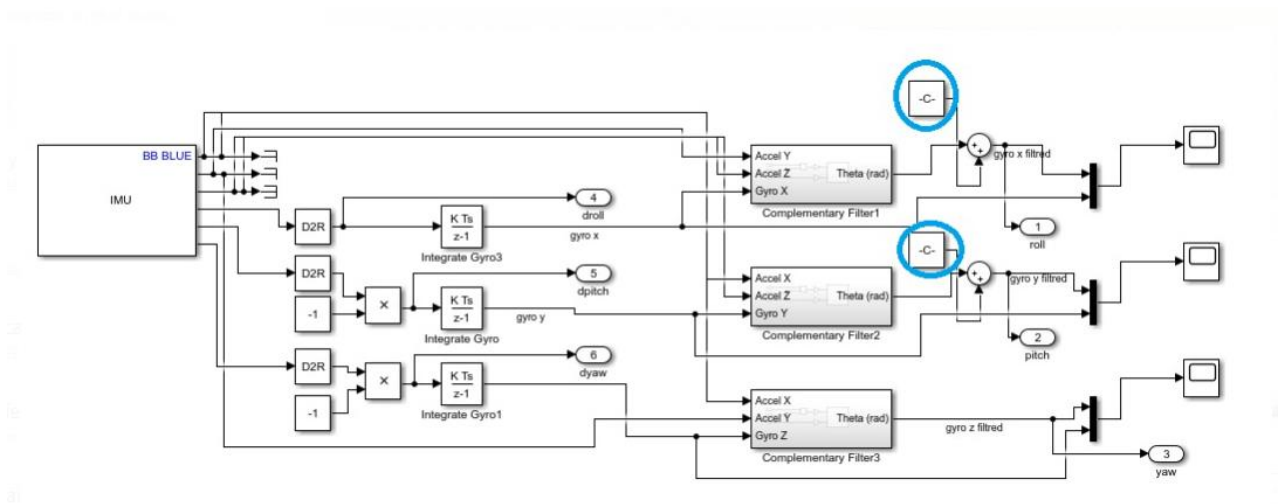 -C-
BB BLUE
IMU
Accel Y
Accel Z
Gyro X
Theta (rad)
Complementary Filter1
gyro x filtred
1
roll
D2R
K Ts
z-1
Integrate Gyro3
4
droll
gyro x
-C-
D2R
-1
×
K Ts
z-1
Integrate Gyro
5
dpitch
gyro y
Accel X
Accel Z
Gyro Y
Theta (rad)
Complementary Filter2
gyro y filtred
2
pitch
D2R
-1
×
K Ts
z-1
Integrate Gyro1
6
dyaw
Accel X
Accel Y
Gyro Z
Theta (rad)
Complementary Filter3
gyro z filtred
3
yaw